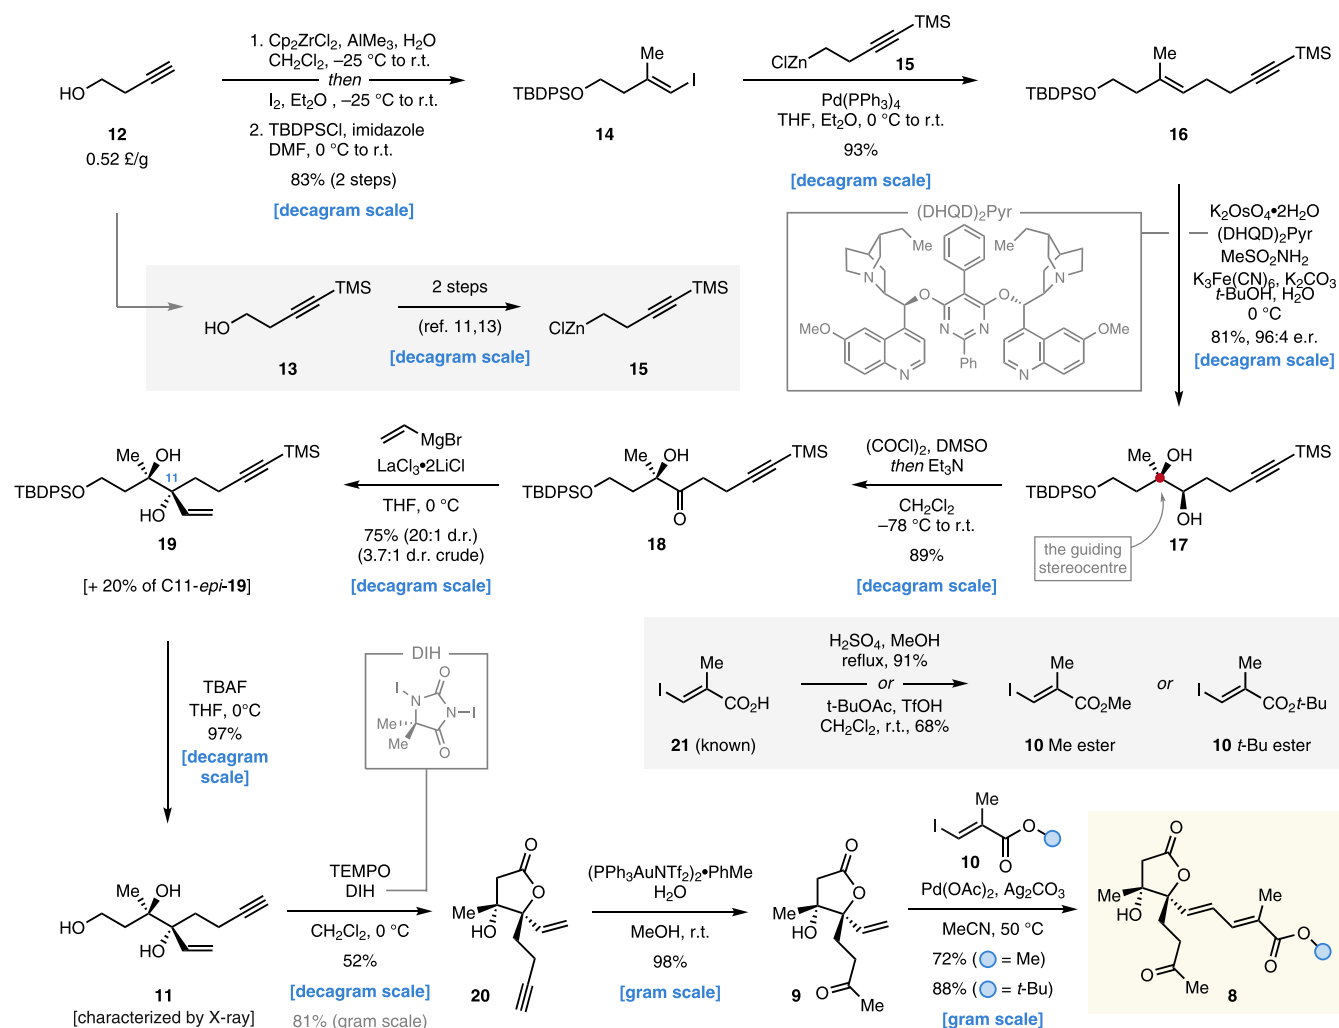 HO
12
0.52 £/g
1. Cp2ZrCl2, AlMe3, H2O
CH2Cl2, –25 °C to r.t.
then
I2, Et2O , –25 °C to r.t.
2. TBDPSCl, imidazole
DMF, 0 °C to r.t.
83% (2 steps)
[decagram scale]
Me
I
TBDPSO
14
TMS
ClZn
15
Pd(PPh3)4
THF, Et2O, 0 °C to r.t.
93%
[decagram scale]
Me
TMS
TBDPSO
16
TMS
HO
13
2 steps
(ref. 11,13)
[decagram scale]
TMS
ClZn
15
(DHQD)2Pyr
Me
Me
N
N
O
O
MeO
OMe
N
N
N
N
Ph
K2OsO4•2H2O
(DHQD)2Pyr
MeSO2NH2
K3Fe(CN)6, K2CO3
t-BuOH, H2O
0 °C
81%, 96:4 e.r.
[decagram scale]
Me
OH
TMS
11
TBDPSO
HO
19
[+ 20% of C11-epi-19]
MgBr
LaCl3•2LiCl
THF, 0 °C
75% (20:1 d.r.)
(3.7:1 d.r. crude)
[decagram scale]
Me
OH
TMS
TBDPSO
O
18
(COCl)2, DMSO
then Et3N
CH2Cl2
–78 °C to r.t.
89%
[decagram scale]
Me
OH
TMS
TBDPSO
OH
the guiding
stereocentre
17
TBAF
THF, 0°C
97%
[decagram
scale]
DIH
O
I
N
N
I
Me
Me
O
Me
I
CO2H
21 (known)
H2SO4, MeOH
reflux, 91%
or
t-BuOAc, TfOH
CH2Cl2, r.t., 68%
Me
I
CO2Me
10 Me ester
or
Me
I
CO2t-Bu
10 t-Bu ester
Me
OH
HO
HO
11
[characterized by X-ray]
TEMPO
DIH
CH2Cl2, 0 °C
52%
[decagram scale]
81% (gram scale)
O
O
Me
HO
20
(PPh3AuNTf2)2•PhMe
H2O
MeOH, r.t.
98%
[gram scale]
O
O
Me
HO
O
Me
9
Me
I
O
O
10
Pd(OAc)2, Ag2CO3
MeCN, 50 °C
72% ( = Me)
88% ( = t-Bu)
[gram scale]
O
O
Me
HO
Me
O
O
O
Me
8